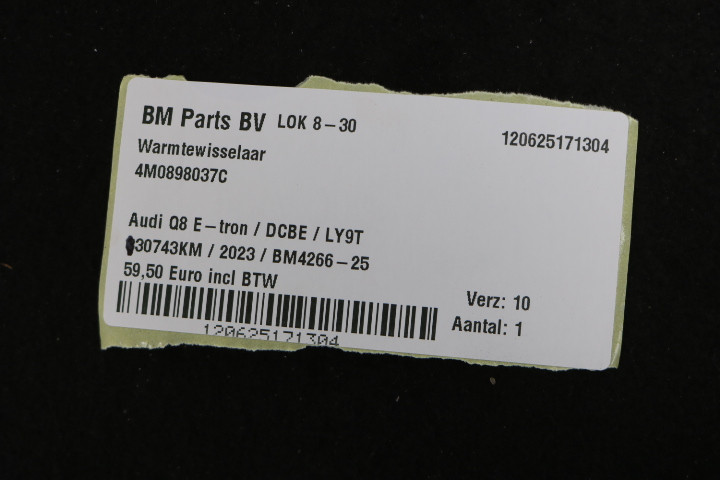 BM Parts BV LOK 8-30
120625171304
Warmtewisselaar
4M0898037C
Audi Q8 E-tron / DCBE / LY9T
30743KM / 2023 / BM4266-25
59,50 Euro incl BTW
Verz: 10
Aantal: 1
120625171304